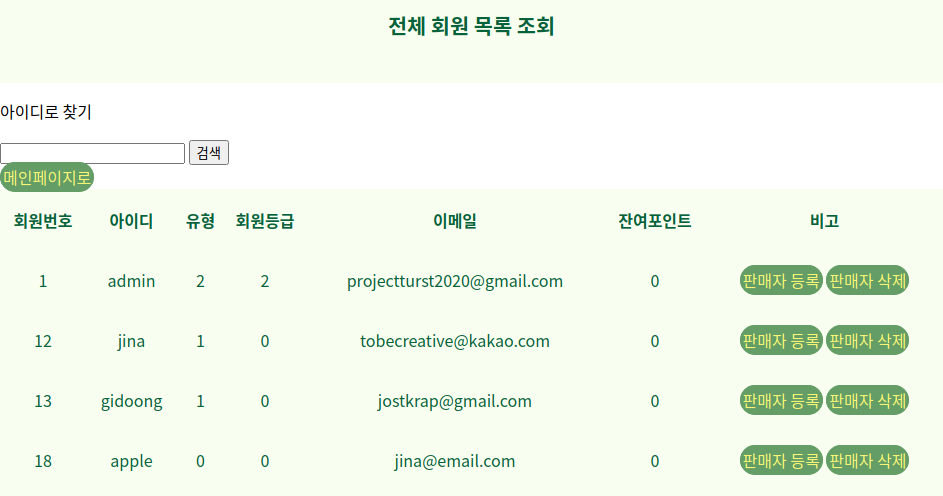 전체 회원 목록 조회
아이디로 찾기
검색
메인페이지로
회원번호 아이디 유형 회원등급 이메일 잔여포인트 비고
1 admin 2 2 projectturst2020@gmail.com 0 판매자 등록 판매자 삭제
12 jina 1 0 tobecreative@kakao.com 0 판매자 등록 판매자 삭제
13 gidoong 1 0 jostkrap@gmail.com 0 판매자 등록 판매자 삭제
18 apple 0 0 jina@email.com 0 판매자 등록 판매자 삭제